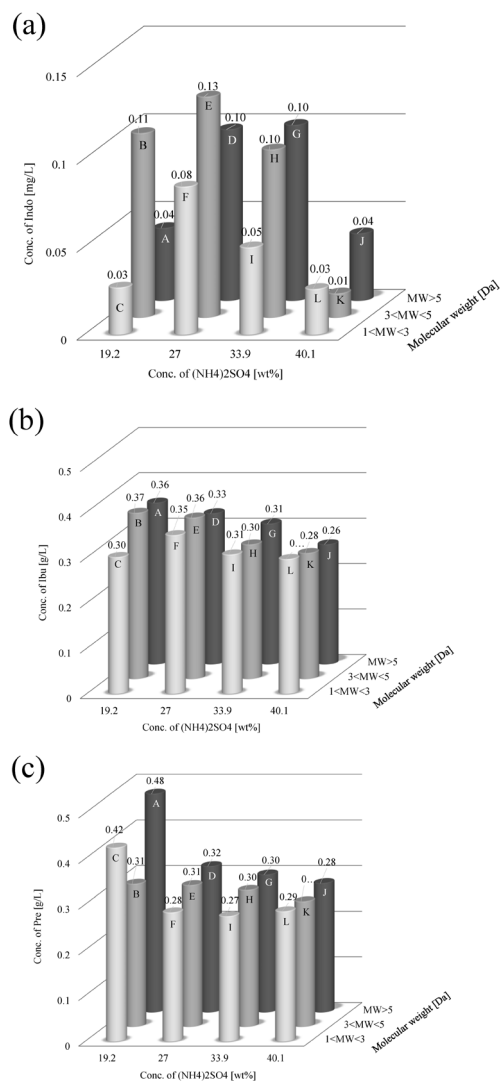 (a)
0.15
0.1
0.05
0
Conc. of Indo [mg/L]
0.03
0.11
0.04
0.08
0.13
0.10
0.05
0.10
0.10
0.03
0.01
0.04
C
B
A
F
E
D
I
H
G
L
K
J
MW>5
3<MW<5
1<MW<3
Molecular weight [Da]
19.2 27 33.9 40.1
Conc. of (NH4)2SO4 [wt%]
(b)
0.5
0.4
0.3
0.2
0.1
0
Conc. of Ibu [g/L]
0.30
0.37
0.36
0.35
0.36
0.33
0.31
0.30
0.31
0...
0.28
0.26
C
B
A
F
E
D
I
H
G
L
K
J
MW>5
3<MW<5
1<MW<3
Molecular weight [Da]
19.2 27 33.9 40.1
Conc. of (NH4)2SO4 [wt%]
(c)
0.5
0.4
0.3
0.2
0.1
0
Conc. of Pre [g/L]
0.42
0.31
0.48
0.28
0.31
0.32
0.27
0.30
0.30
0.29
0...
0.28
C
B
A
F
E
D
I
H
G
L
K
J
MW>5
3<MW<5
1<MW<3
Molecular weight [Da]
19.2 27 33.9 40.1
Conc. of (NH4)2SO4 [wt%]